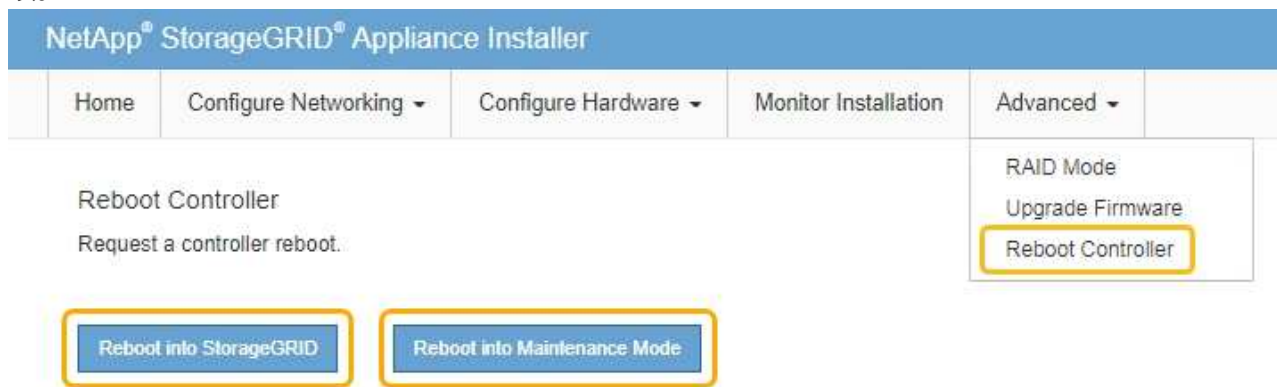 NetApp® StorageGRID® Appliance Installer
Home Configure Networking Configure Hardware Monitor Installation Advanced
RAID Mode
Upgrade Firmware
Reboot Controller
Reboot Controller
Request a controller reboot.
Reboot into StorageGRID Reboot into Maintenance Mode